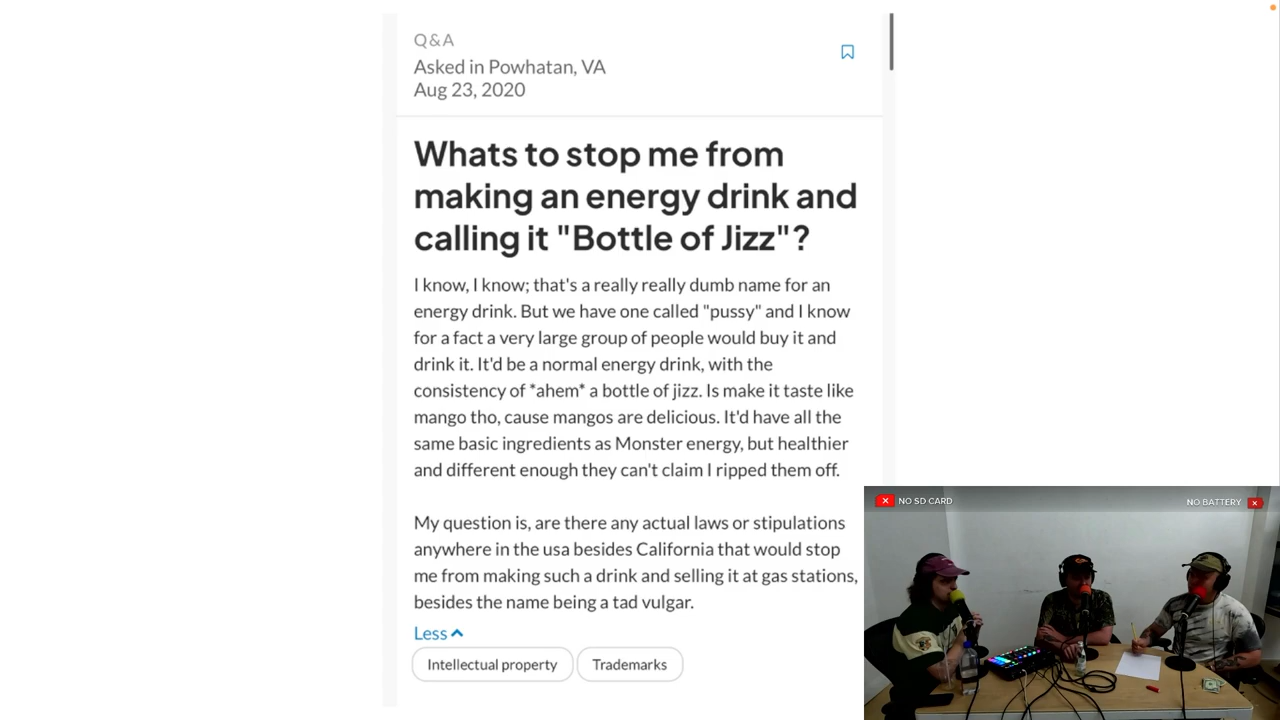 Q&A
Asked in Powhatan, VA
Aug 23, 2020
Whats to stop me from
making an energy drink and
calling it "Bottle of Jizz"?
I know, I know; that's a really really dumb name for an
energy drink. But we have one called "pussy" and I know
for a fact a very large group of people would buy it and
drink it. It'd be a normal energy drink, with the
consistency of *ahem* a bottle of jizz. Is make it taste like
mango tho, cause mangos are delicious. It'd have all the
same basic ingredients as Monster energy, but healthier
and different enough they can't claim I ripped them off.
My question is, are there any actual laws or stipulations
anywhere in the usa besides California that would stop
me from making such a drink and selling it at gas stations,
besides the name being a tad vulgar.
Less
Intellectual property
Trademarks
NO SD CARD
NO BATTERY